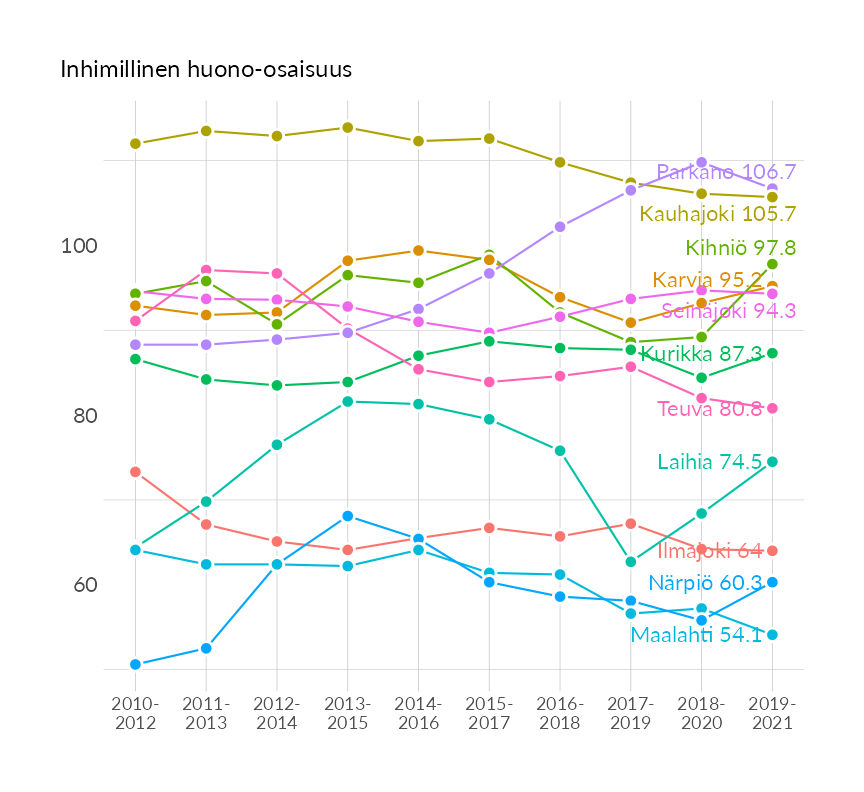 Inhimillinen huono-osaisuus
Parkano 106.7
Kauhajoki 105.7
100
Kihniö 97.8
Karvia 95.2
Seinäjoki 94.3
Kurikka 87.3
80
Teuva 80.8
Laihia 74.5
Ilmajoki 64
60
Närpiö 60.3
Maalahti 54.1
2010- 2011- 2012- 2013- 2014- 2015- 2016- 2017- 2018- 2019-
2012 2013 2014 2015 2016 2017 2018 2019 2020 2021